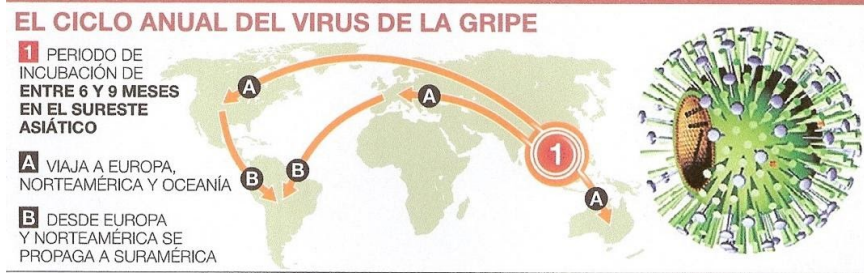 EL CICLO ANUAL DEL VIRUS DE LA GRIPE
1 PERIODO DE
INCUBACIÓN DE
ENTRE 6 Y 9 MESES
EN EL SURESTE
ASIÁTICO
A VIAJA A EUROPA,
NORTEAMÉRICA Y OCEANÍA
B DESDE EUROPA
Y NORTEAMÉRICA SE
PROPAGA A SURAMÉRICA
A
A
1
B
B
A